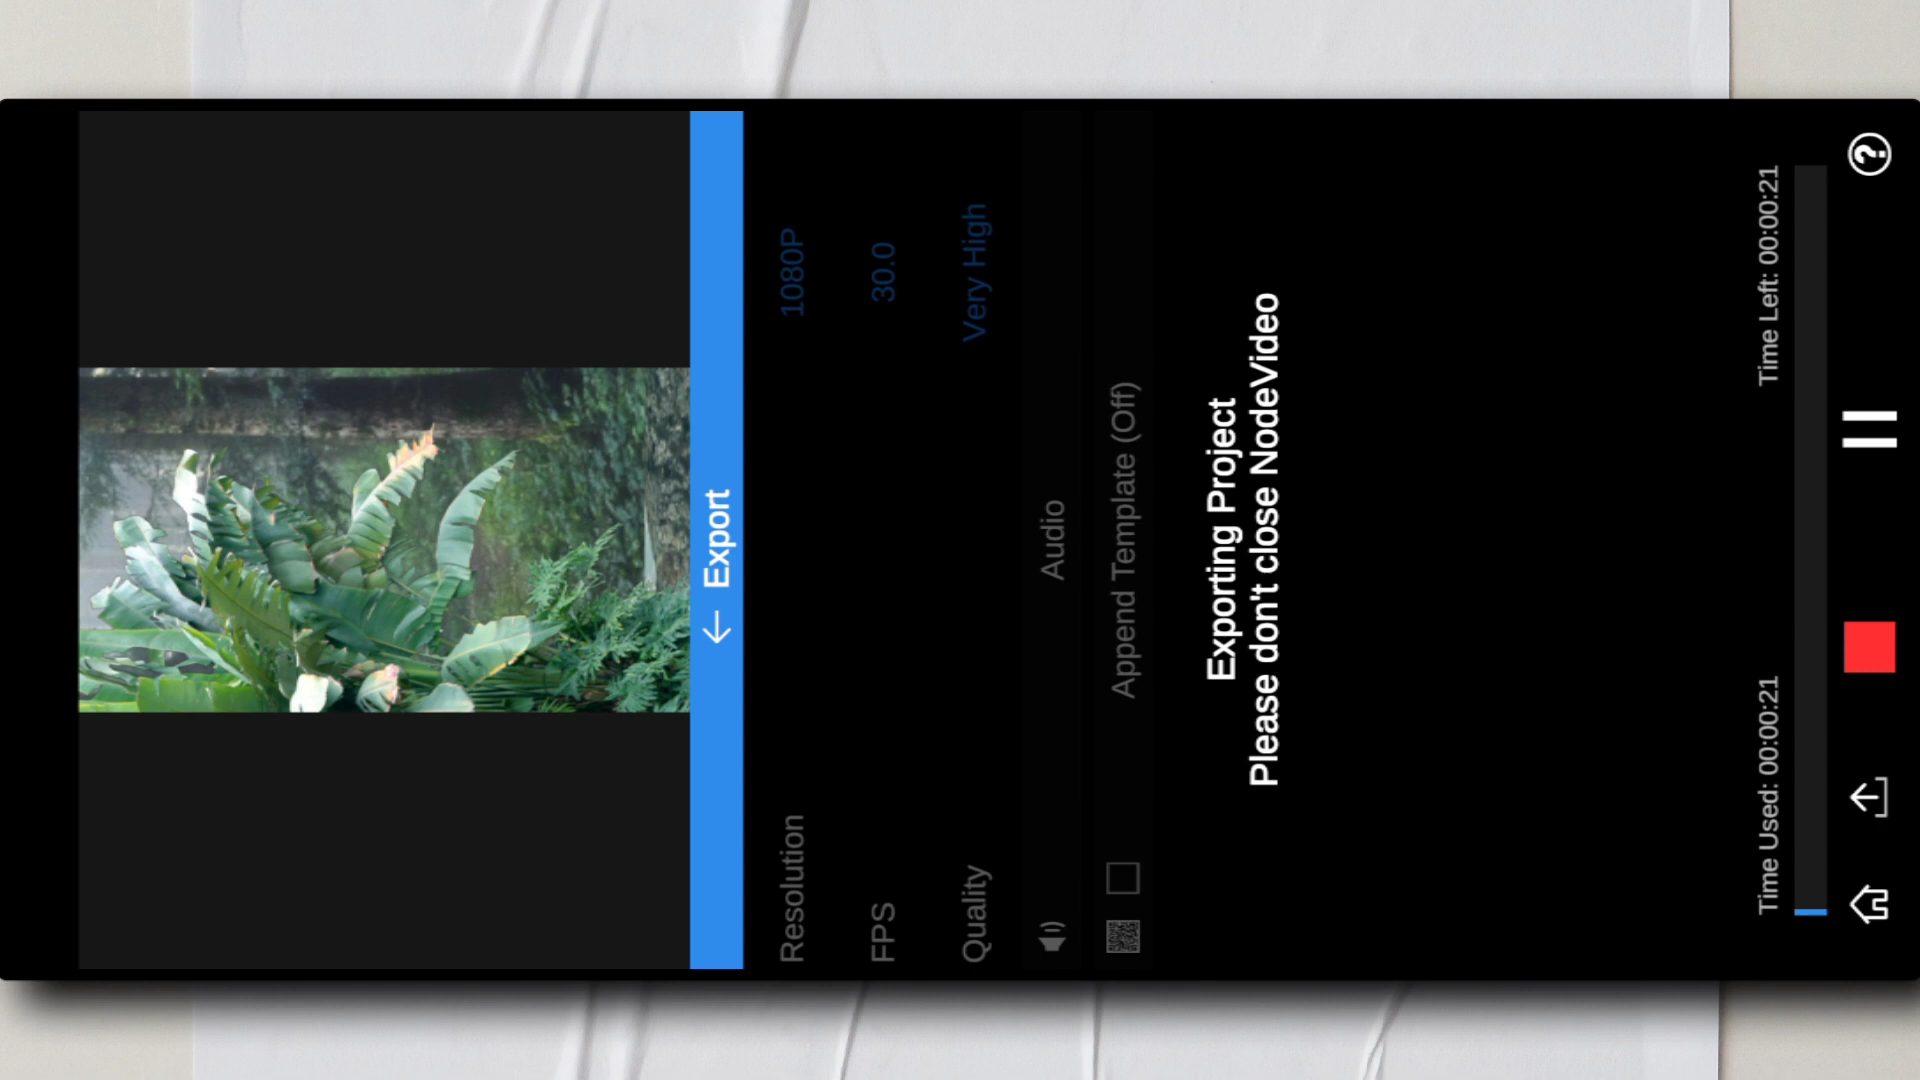 Export
Resolution 1080P
FPS 30.0
Quality Very High
Audio
Append Template (Off)
Exporting Project
Please don't close NodeVideo
Time Used: 00:00:21 Time Left: 00:00:21